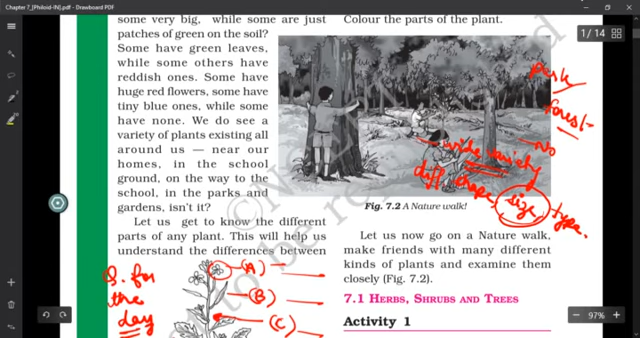 Chapter 7_(Philoid-IN).pdf - Drawboard PDF
1/14
some very big, while some are just
patches of green on the soil?
Some have green leaves,
while some others have
reddish ones. Some have
huge red flowers, some have
tiny blue ones, while some
have none. We do see a
variety of plants existing all
around us — near our
homes, in the school
ground, on the way to the
school, in the parks and
gardens, isn't it?
Let us get to know the different
parts of any plant. This will help us
understand the differences between
Q. for
the
day
(A)
(B)
(C)
Colour the parts of the plant.
park
forest
no
wide variety
diff shape size type.
Fig. 7.2 A Nature walk!
Let us now go on a Nature walk,
make friends with many different
kinds of plants and examine them
closely (Fig. 7.2).
7.1 HERBS, SHRUBS AND TREES
Activity 1
97%